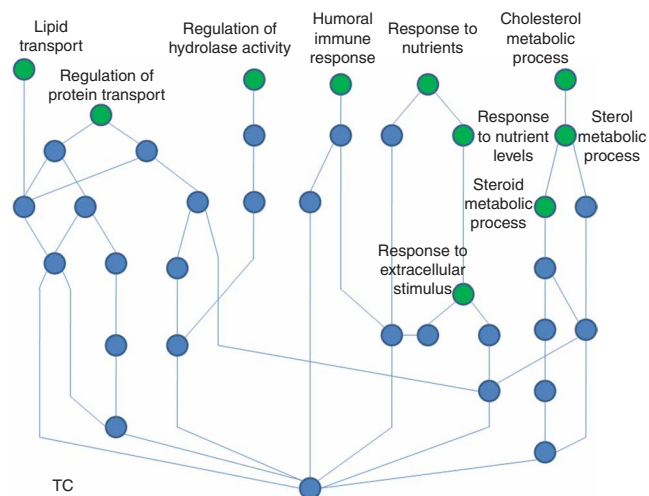 Lipid
transport
Regulation of
protein transport
Regulation of
hydrolase activity
Humoral
immune
response
Response to
nutrients
Cholesterol
metabolic process
Response
to nutrient
levels
Sterol
metabolic
process
Steroid
metabolic
process
Response to
extracellular
stimulus
TC